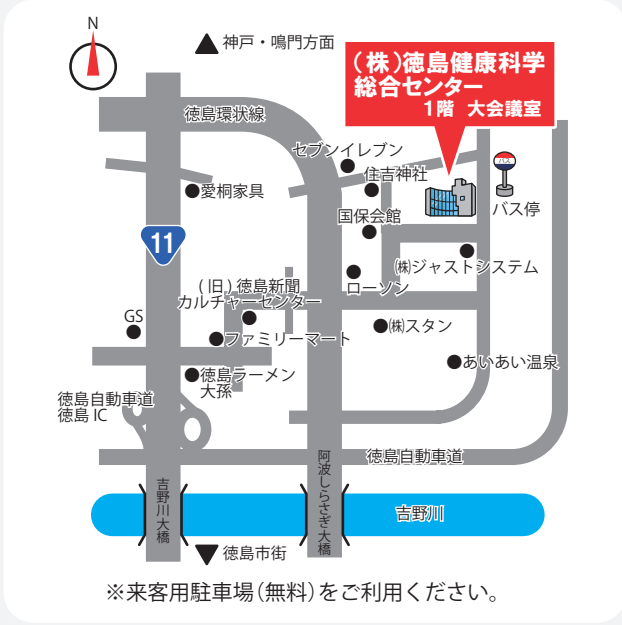 N
神戸・鳴門方面
(株)徳島健康科学
総合センター
1階 大会議室
徳島環状線
セブンイレブン
住吉神社
バス
愛桐家具
国保会館
バス停
11
(株)ジャストシステム
(旧)徳島新聞
カルチャーセンター
ローソン
GS
ファミリーマート
(株)スタン
徳島ラーメン
大孫
あいあい温泉
徳島自動車道
徳島 IC
徳島自動車道
吉野川大橋
阿波しらさぎ大橋
吉野川
徳島市街
※来客用駐車場(無料)をご利用ください。